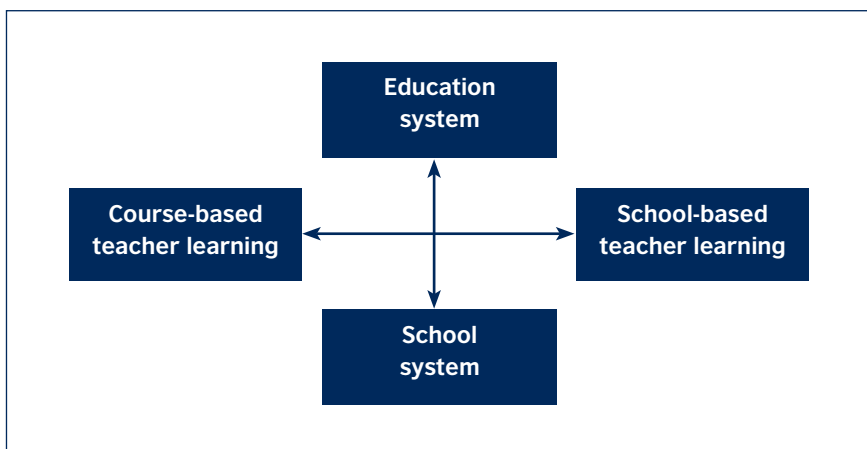 Education
system
Course-based
teacher learning
School-based
teacher learning
School
system